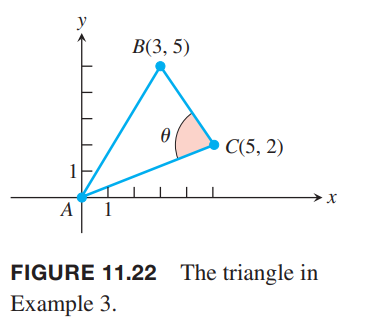 y
B(3, 5)
θ
C(5, 2)
1
x
A
1
FIGURE 11.22 The triangle in
Example 3.